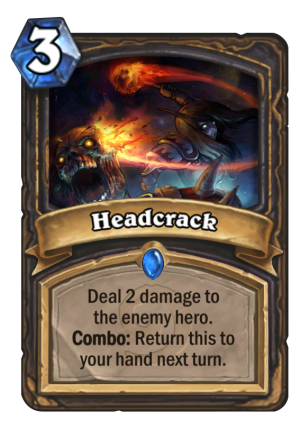 3
Headcrack
Deal 2 damage to
the enemy hero.
Combo: Return this to
your hand next turn.